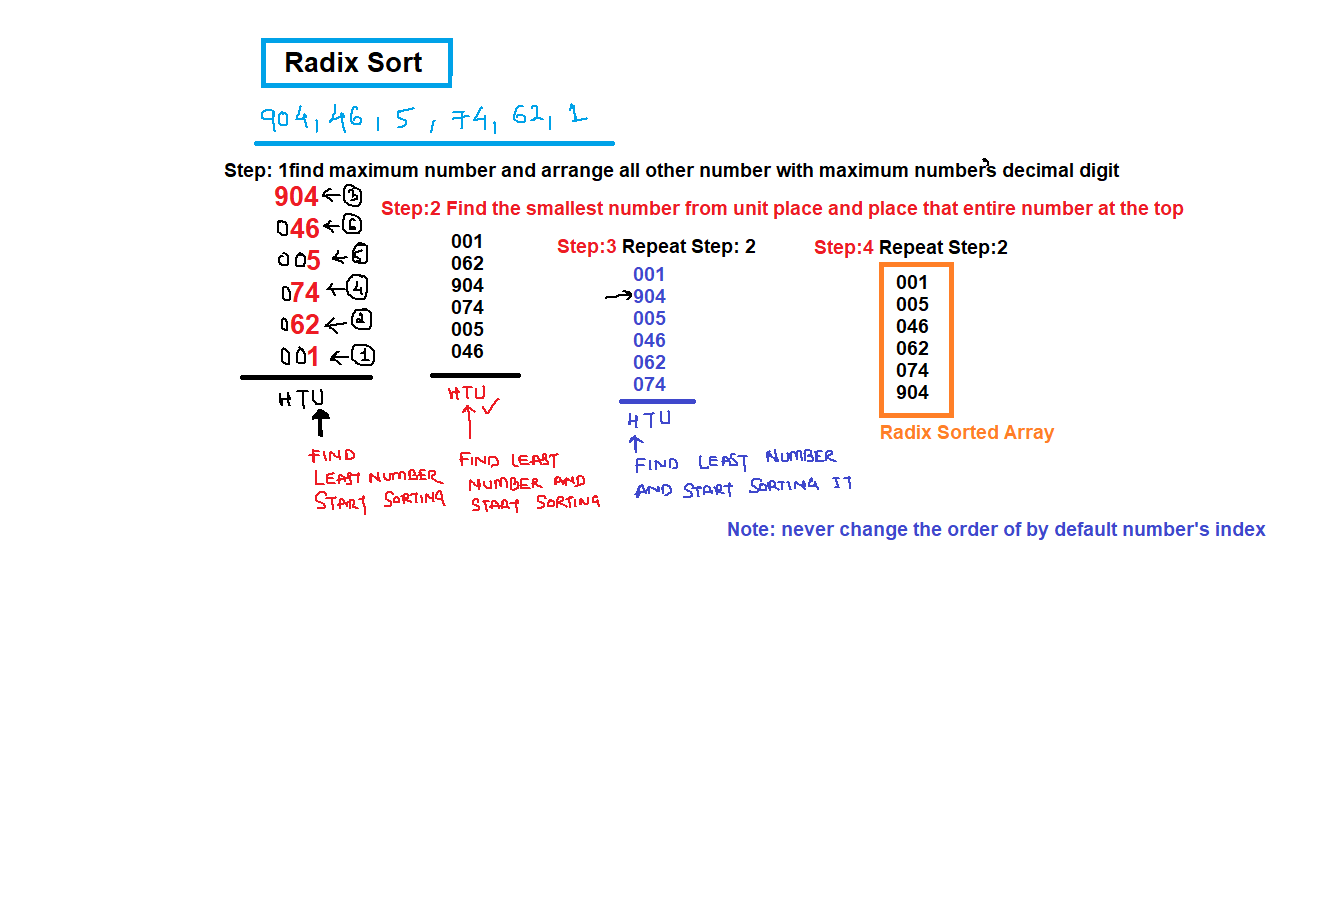 Radix Sort
904, 46, 5, 74, 62, 1
Step: 1find maximum number and arrange all other number with maximum number's decimal digit
904 ← 3
046 ← 6
005 ← 5
074 ← 4
062 ← 2
001 ← 1
HTU
FIND
LEAST NUMBER
START SORTING
Step:2 Find the smallest number from unit place and place that entire number at the top
001
062
904
074
005
046
HTU ✓
FIND LEAST
NUMBER AND
START SORTING
Step:3 Repeat Step: 2
001
→904
005
046
062
074
HTU
FIND LEAST NUMBER
AND START SORTING IT
Step:4 Repeat Step:2
001
005
046
062
074
904
Radix Sorted Array
Note: never change the order of by default number's index